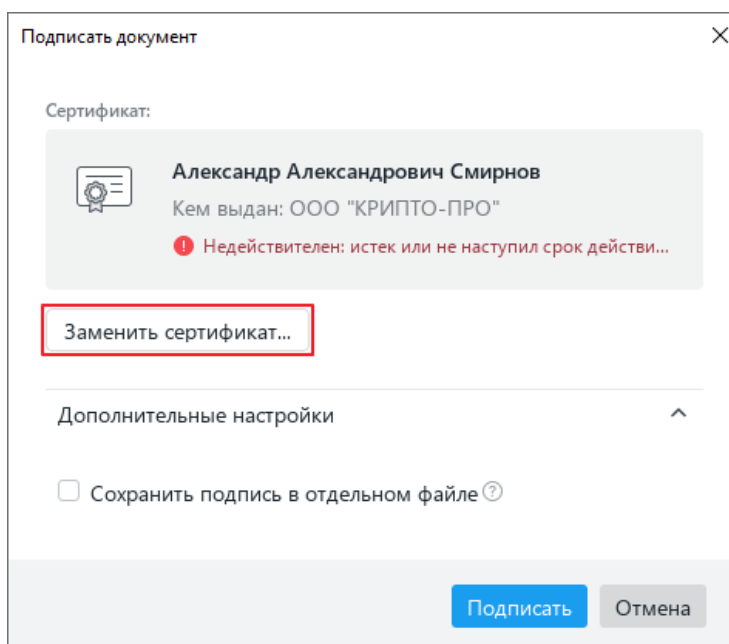 Подписать документ
Сертификат:
Александр Александрович Смирнов
Кем выдан: ООО "КРИПТО-ПРО"
Недействителен: истек или не наступил срок действи...
Заменить сертификат...
Дополнительные настройки
Сохранить подпись в отдельном файле
Подписать Отмена